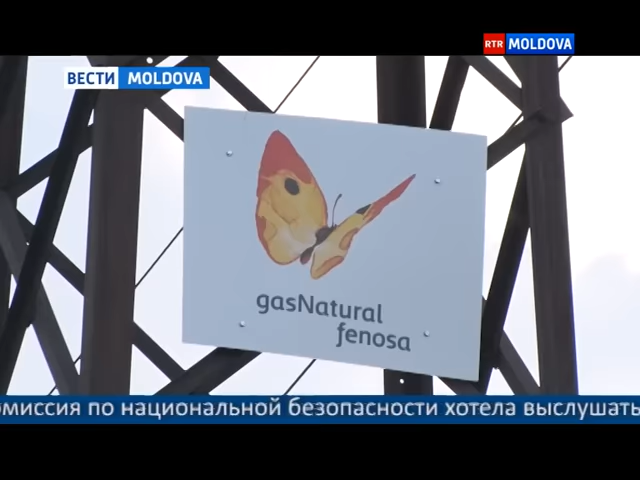 RTR MOLDOVA
ВЕСТИ MOLDOVA
gasNatural
fenosa
омиссия по национальной безопасности хотела выслушать